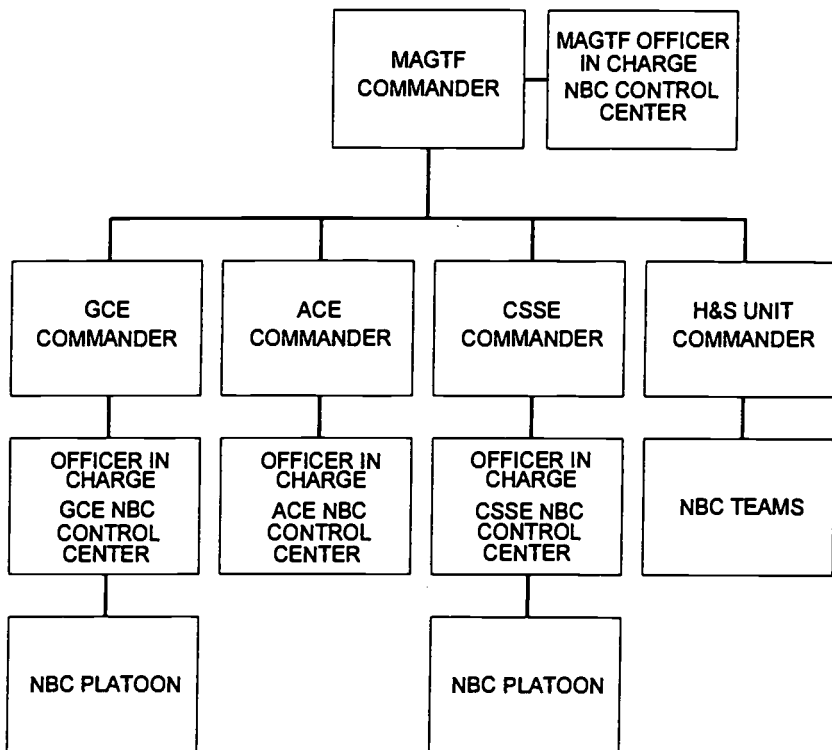 MAGTF
COMMANDER
MAGTF OFFICER
IN CHARGE
NBC CONTROL
CENTER
GCE
COMMANDER
ACE
COMMANDER
CSSE
COMMANDER
H&S UNIT
COMMANDER
OFFICER IN
CHARGE
GCE NBC
CONTROL
CENTER
OFFICER IN
CHARGE
ACE NBC
CONTROL
CENTER
OFFICER IN
CHARGE
CSSE NBC
CONTROL
CENTER
NBC TEAMS
NBC PLATOON
NBC PLATOON